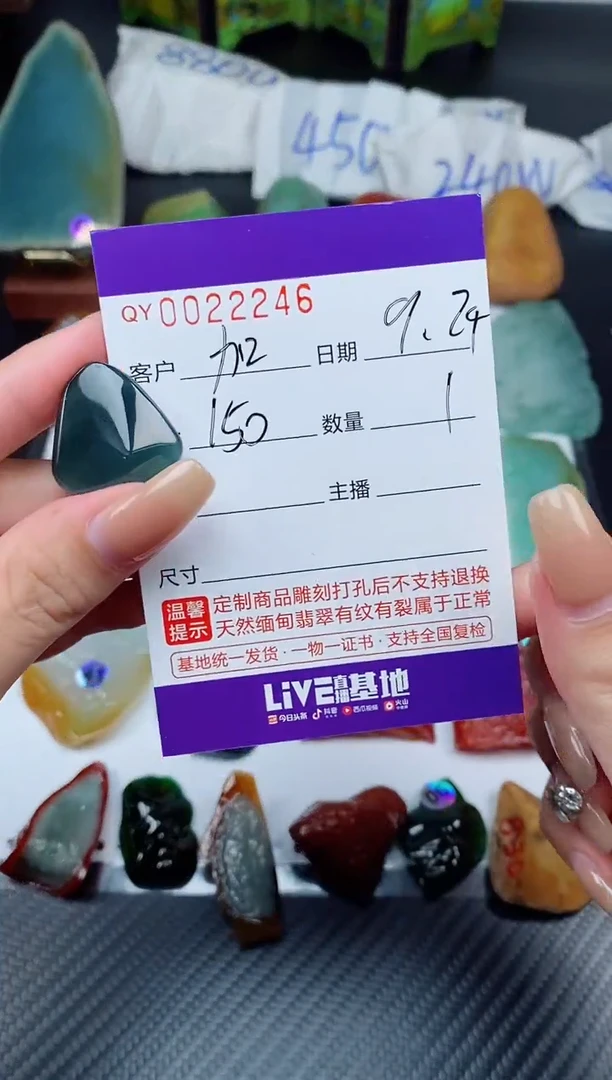 8800
450
240W
QY 0022246
客户 加 日期 9.24
150 数量 1
主播
尺寸
温馨提示
定制商品雕刻打孔后不支持退换
天然缅甸翡翠有纹有裂属于正常
基地统一发货·一物一证书·支持全国复检
LiVE直播基地
今日头条 抖音 西瓜视频 火山